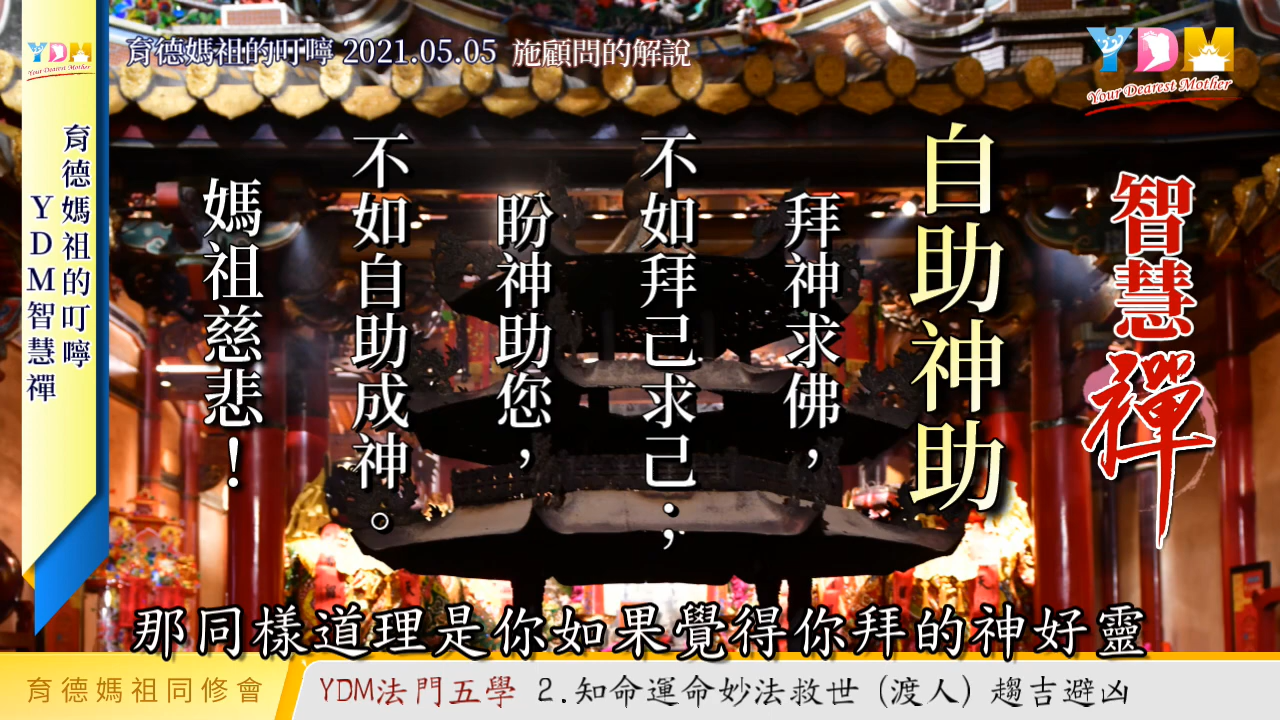 育德媽祖的叮嚀 2021.05.05 施顧問的解說
YDM
Your Dearest Mother
YDM
Your Dearest Mother
育德媽祖的叮嚀
YDM智慧禪
智慧禪
自助神助
拜神求佛，
不如拜己求己；
盼神助您，
不如自助成神。
媽祖慈悲！
那同樣道理是你如果覺得你拜的神好靈
育德媽祖同修會
YDM法門五學 2.知命運命妙法救世 (渡人) 趨吉避凶